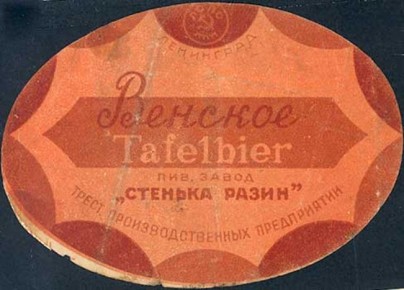 ЛЕНИНГРАД
Венское
Tafelbier
ПИВ. ЗАВОД
„СТЕНЬКА РАЗИН"
ТРЕСТ ПРОИЗВОДСТВЕННЫХ ПРЕДПРИЯТИЙ